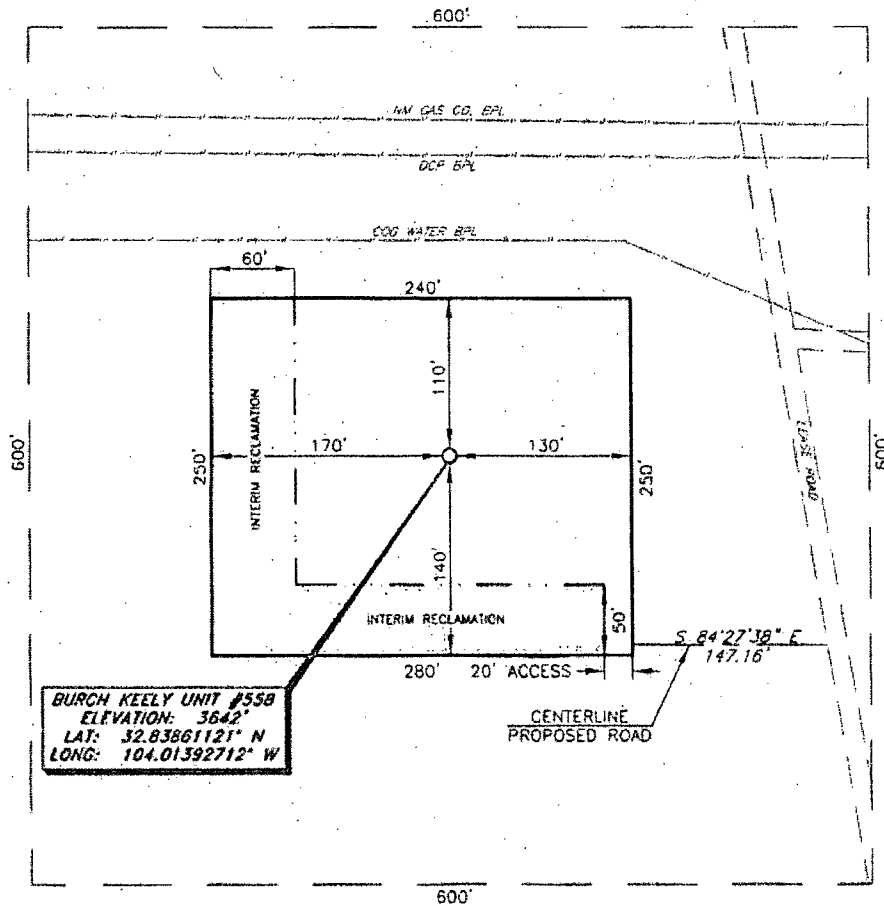 600'
NM GAS CO. BPL
DCP BPL
COG WATER BPL
60'
240'
110'
INTERIM RECLAMATION
170'
130'
600'
250'
250'
LEASE ROAD
600'
140'
INTERIM RECLAMATION
50'
S 84°27'38" E
147.16'
280'
20' ACCESS
CENTERLINE
PROPOSED ROAD
BURCH KEELY UNIT #558
ELEVATION: 3642'
LAT: 32.83861121° N
LONG: 104.01392712° W
600'